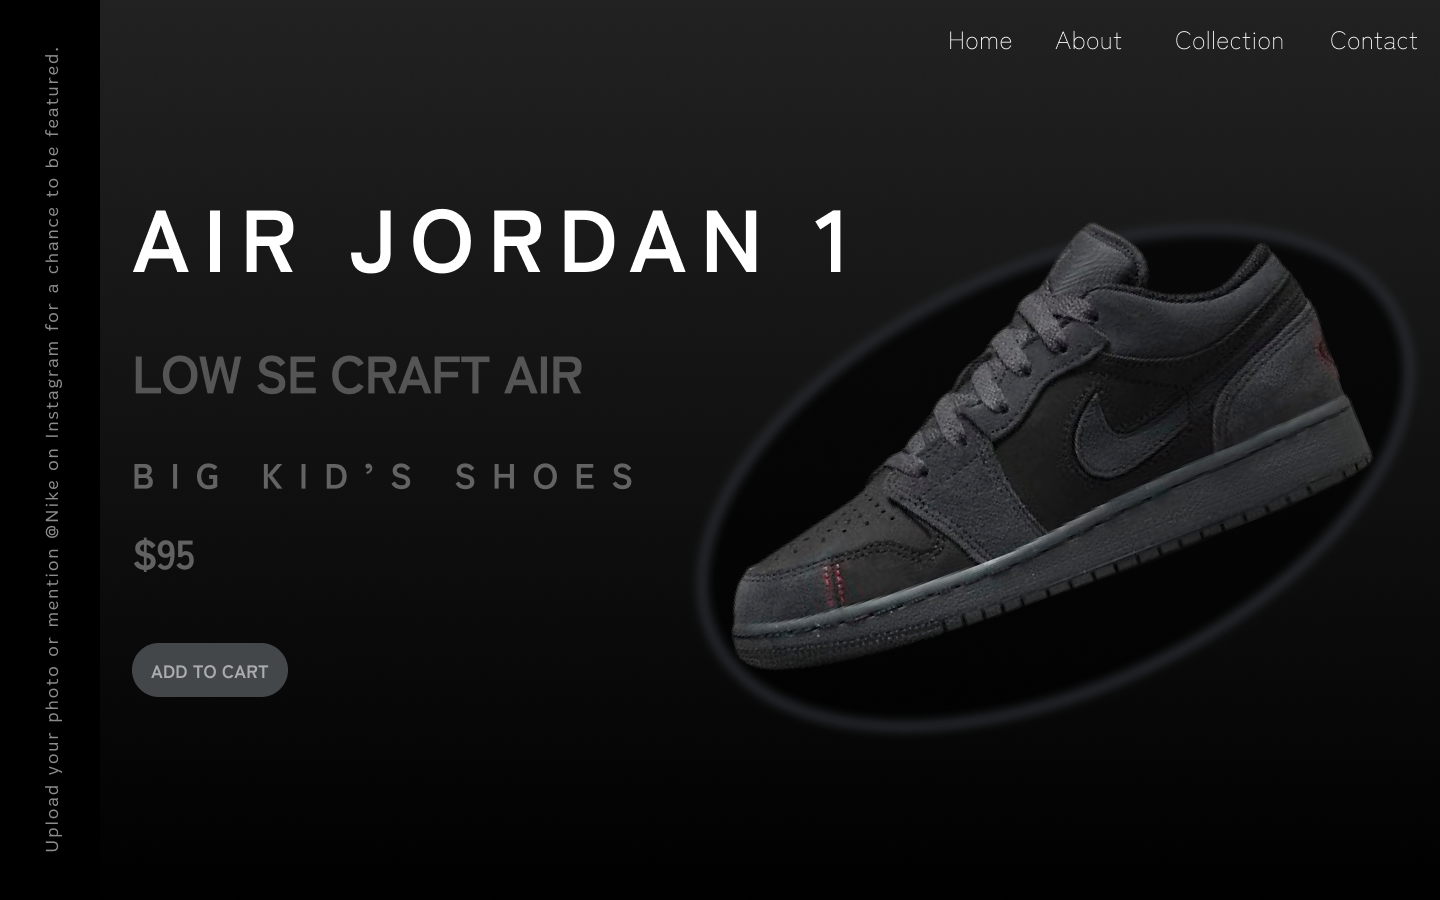 Home
About
Collection
Contact
AIR JORDAN 1
LOW SE CRAFT AIR
BIG KID’S SHOES
$95
ADD TO CART
Upload your photo or mention @Nike on Instagram for a chance to be featured.